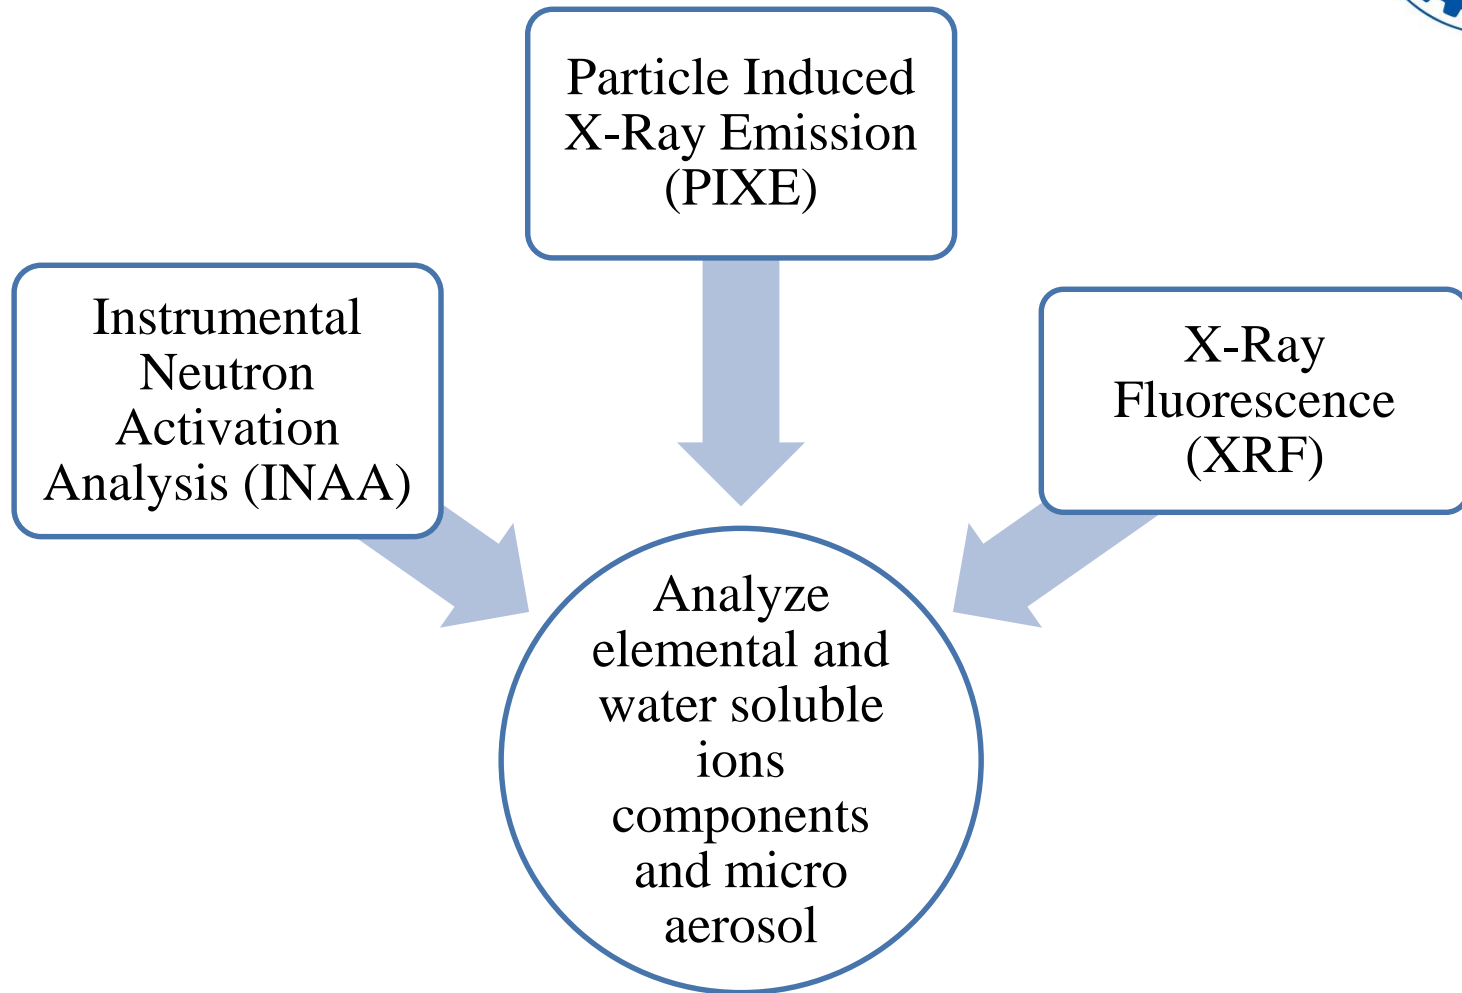 Particle Induced
X-Ray Emission
(PIXE)
Instrumental
Neutron
Activation
Analysis (INAA)
X-Ray
Fluorescence
(XRF)
Analyze
elemental and
water soluble
ions
components
and micro
aerosol